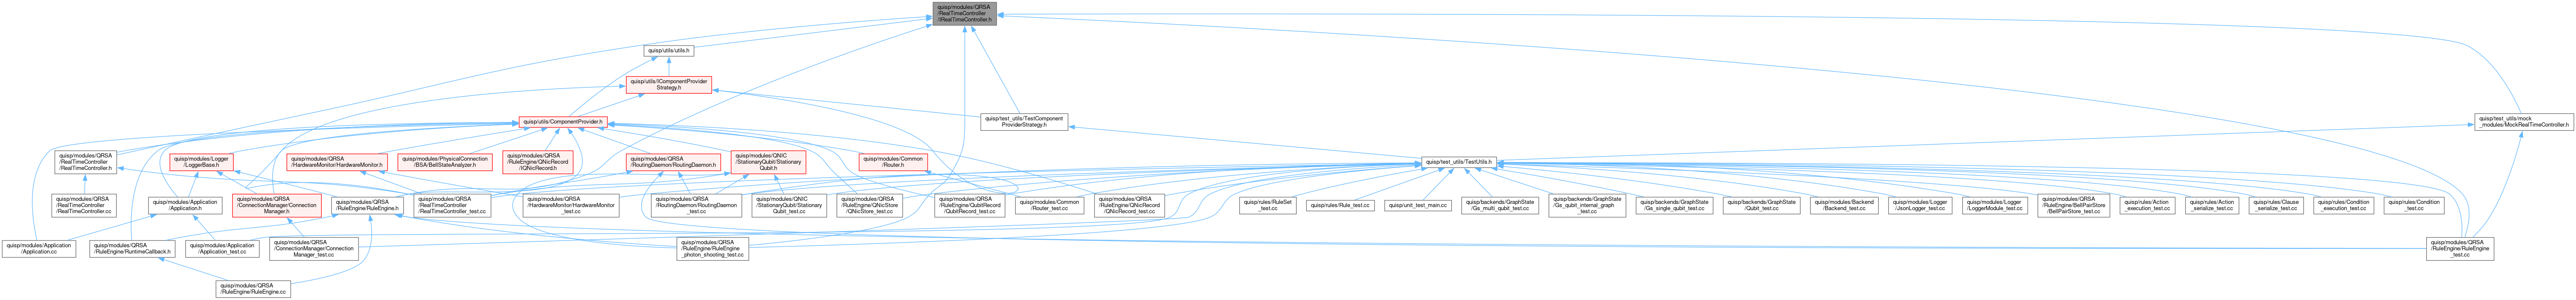 quisp/modules/QRSA
/RealTimeController
/IRealTimeController.h
quisp/utils/utils.h
quisp/utils/IComponentProvider
Strategy.h
quisp/utils/ComponentProvider.h
quisp/test_utils/TestComponent
ProviderStrategy.h
quisp/test_utils/mock
_modules/MockRealTimeController.h
quisp/modules/QRSA
/RealTimeController
/RealTimeController.h
quisp/modules/Logger
/LoggerBase.h
quisp/modules/QRSA
/HardwareMonitor/HardwareMonitor.h
quisp/modules/PhysicalConnection
/BSA/BellStateAnalyzer.h
quisp/modules/QRSA
/RuleEngine/QNicRecord
/IQNicRecord.h
quisp/modules/QRSA
/RoutingDaemon/RoutingDaemon.h
quisp/modules/QNIC
/StationaryQubit/Stationary
Qubit.h
quisp/modules/Common
/Router.h
quisp/test_utils/TestUtils.h
quisp/modules/QRSA
/RealTimeController
/RealTimeController.cc
quisp/modules/Application
/Application.h
quisp/modules/QRSA
/ConnectionManager/Connection
Manager.h
quisp/modules/QRSA
/RuleEngine/RuleEngine.h
quisp/modules/QRSA
/RealTimeController
/RealTimeController_test.cc
quisp/modules/QRSA
/HardwareMonitor/HardwareMonitor
_test.cc
quisp/modules/QRSA
/RoutingDaemon/RoutingDaemon
_test.cc
quisp/modules/QNIC
/StationaryQubit/Stationary
Qubit_test.cc
quisp/modules/QRSA
/RuleEngine/QNicStore
/QNicStore_test.cc
quisp/modules/QRSA
/RuleEngine/QubitRecord
/QubitRecord_test.cc
quisp/modules/Common
/Router_test.cc
quisp/modules/QRSA
/RuleEngine/QNicRecord
/QNicRecord_test.cc
quisp/rules/RuleSet
_test.cc
quisp/rules/Rule_test.cc
quisp/unit_test_main.cc
quisp/backends/GraphState
/Gs_multi_qubit_test.cc
quisp/backends/GraphState
/Gs_qubit_internal_graph
_test.cc
quisp/backends/GraphState
/Gs_single_qubit_test.cc
quisp/backends/GraphState
/Qubit_test.cc
quisp/modules/Backend
/Backend_test.cc
quisp/modules/Logger
/JsonLogger_test.cc
quisp/modules/Logger
/LoggerModule_test.cc
quisp/modules/QRSA
/RuleEngine/BellPairStore
/BellPairStore_test.cc
quisp/rules/Action
_execution_test.cc
quisp/rules/Action
_serialize_test.cc
quisp/rules/Clause
_serialize_test.cc
quisp/rules/Condition
_execution_test.cc
quisp/rules/Condition
_test.cc
quisp/modules/Application
/Application.cc
quisp/modules/QRSA
/RuleEngine/RuntimeCallback.h
quisp/modules/Application
/Application_test.cc
quisp/modules/QRSA
/ConnectionManager/Connection
Manager_test.cc
quisp/modules/QRSA
/RuleEngine/RuleEngine
_photon_shooting_test.cc
quisp/modules/QRSA
/RuleEngine/RuleEngine
_test.cc
quisp/modules/QRSA
/RuleEngine/RuleEngine.cc